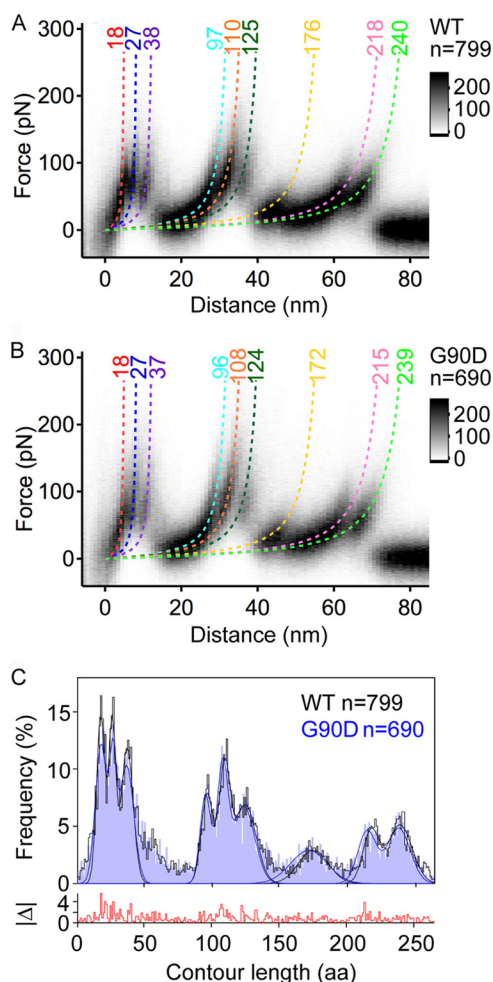 A
300
200
100
0
Force (pN)
18
27
38
97
110
125
176
218
240
WT
n=799
200
100
0
0 20 40 60 80
Distance (nm)
B
300
200
100
0
Force (pN)
18
27
37
96
108
124
172
215
239
G90D
n=690
200
100
0
0 20 40 60 80
Distance (nm)
C
15
10
5
0
Frequency (%)
WT n=799
G90D n=690
4
2
0
|Δ|
0 50 100 150 200 250
Contour length (aa)